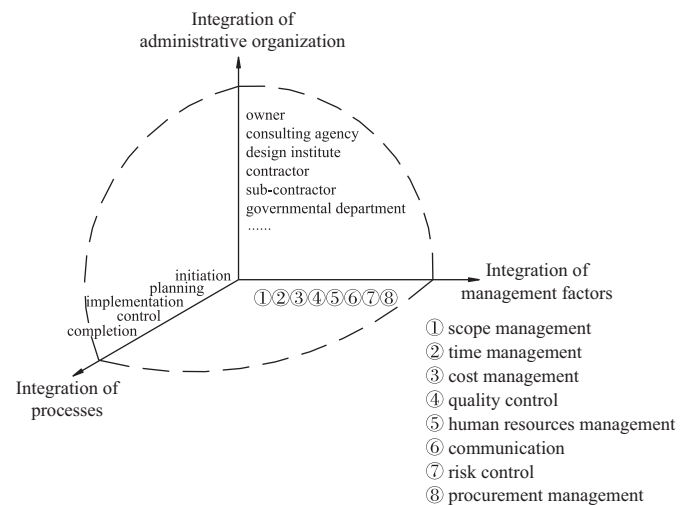 Integration of
administrative organization
owner
consulting agency
design institute
contractor
sub-contractor
governmental department
......
initiation
planning
implementation
control
completion
①②③④⑤⑥⑦⑧
Integration of
management factors
① scope management
② time management
③ cost management
④ quality control
⑤ human resources management
⑥ communication
⑦ risk control
⑧ procurement management
Integration of
processes